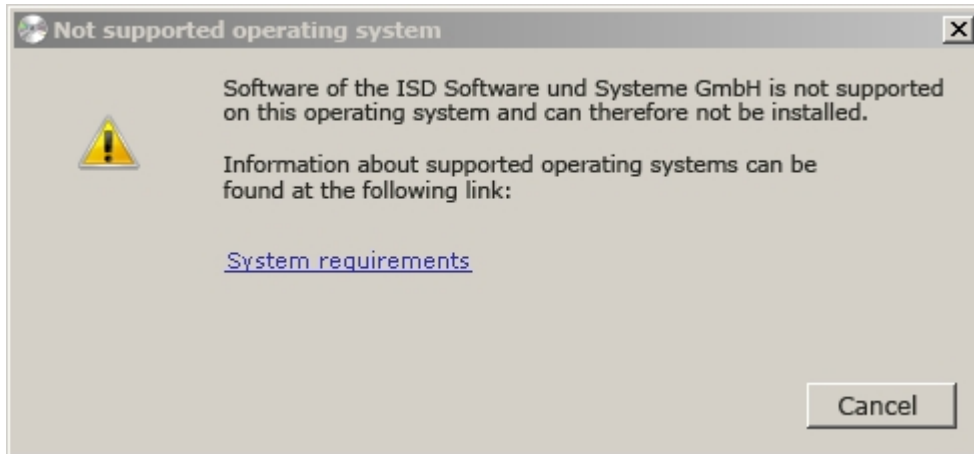 Not supported operating system
Software of the ISD Software und Systeme GmbH is not supported
on this operating system and can therefore not be installed.
Information about supported operating systems can be
found at the following link:
System requirements
Cancel